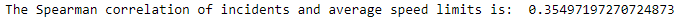 The Spearman correlation of incidents and average speed limits is:  0.35497197270724873